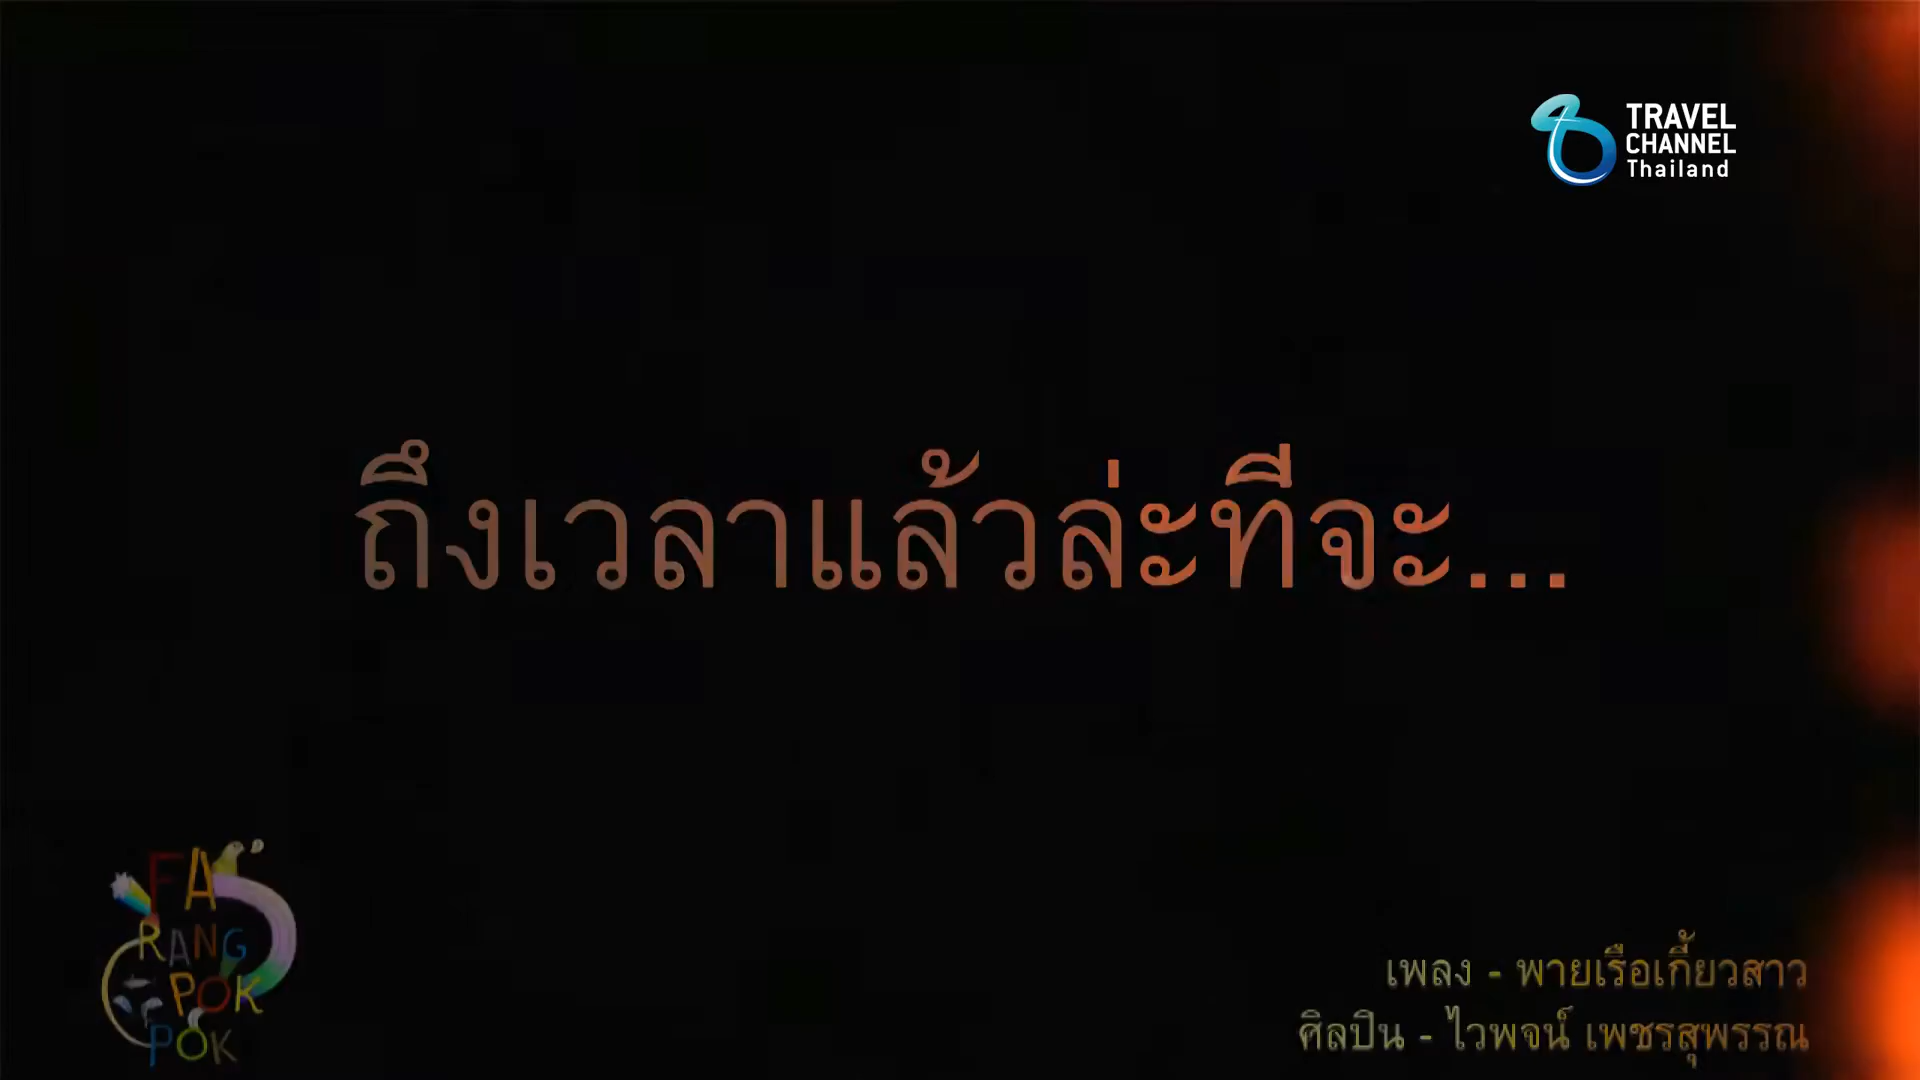 TRAVEL
CHANNEL
Thailand
ถึงเวลาแล้วล่ะทีจะ...
FA
RANG
POK
POK
เพลง - พายเรือเกี้ยวสาว
ศิลปิน - ไวพจน์ เพชรสุพรรณ